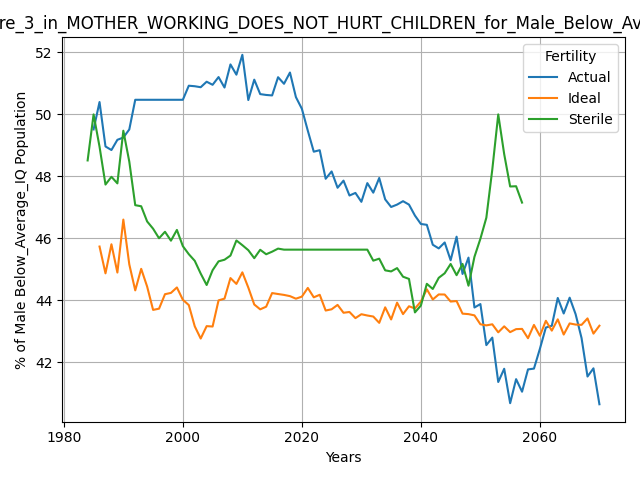 re_3_in_MOTHER_WORKING_DOES_NOT_HURT_CHILDREN_for_Male_Below_Av
52
50
48
46
44
42
% of Male Below_Average_IQ Population
Fertility
Actual
Ideal
Sterile
1980
2000
2020
2040
2060
Years